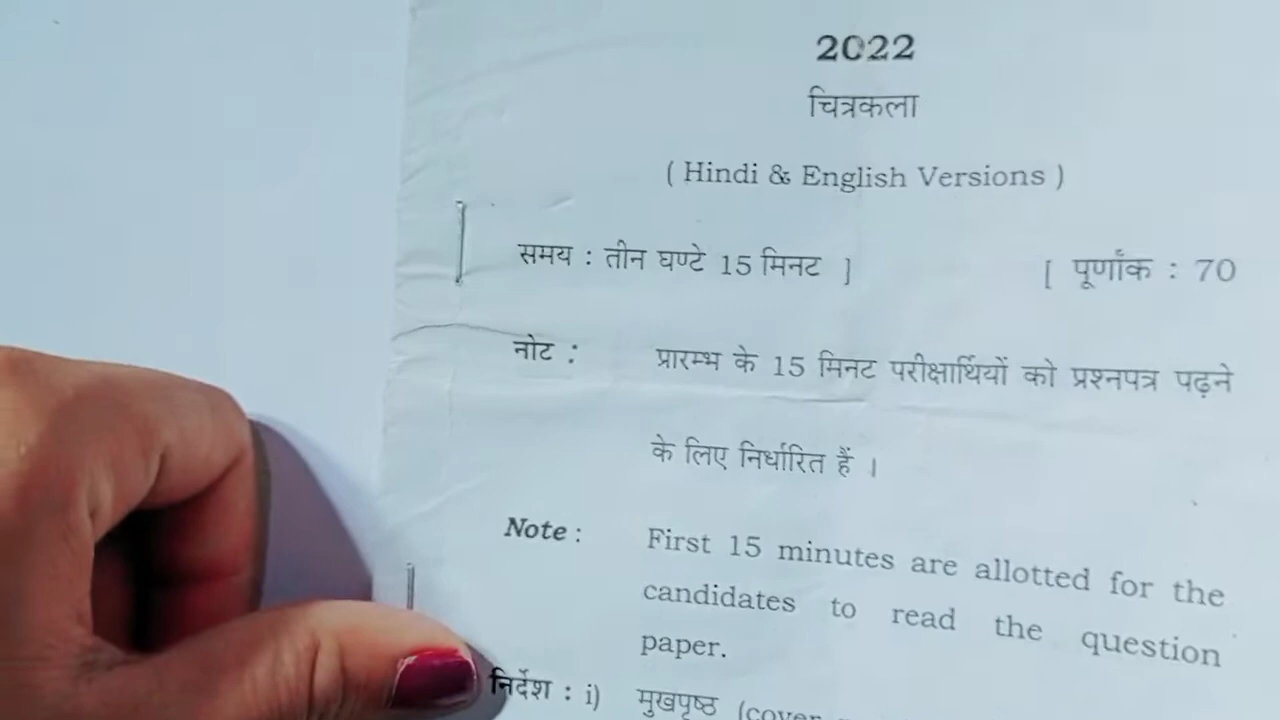 2022
चित्रकला
( Hindi & English Versions )
समय : तीन घण्टे 15 मिनट ] [ पूर्णांक : 70
नोट : प्रारम्भ के 15 मिनट परीक्षार्थियों को प्रश्नपत्र पढ़ने
के लिए निर्धारित हैं ।
Note : First 15 minutes are allotted for the
candidates to read the question
paper.
निर्देश : i) मुखपृष्ठ (cover